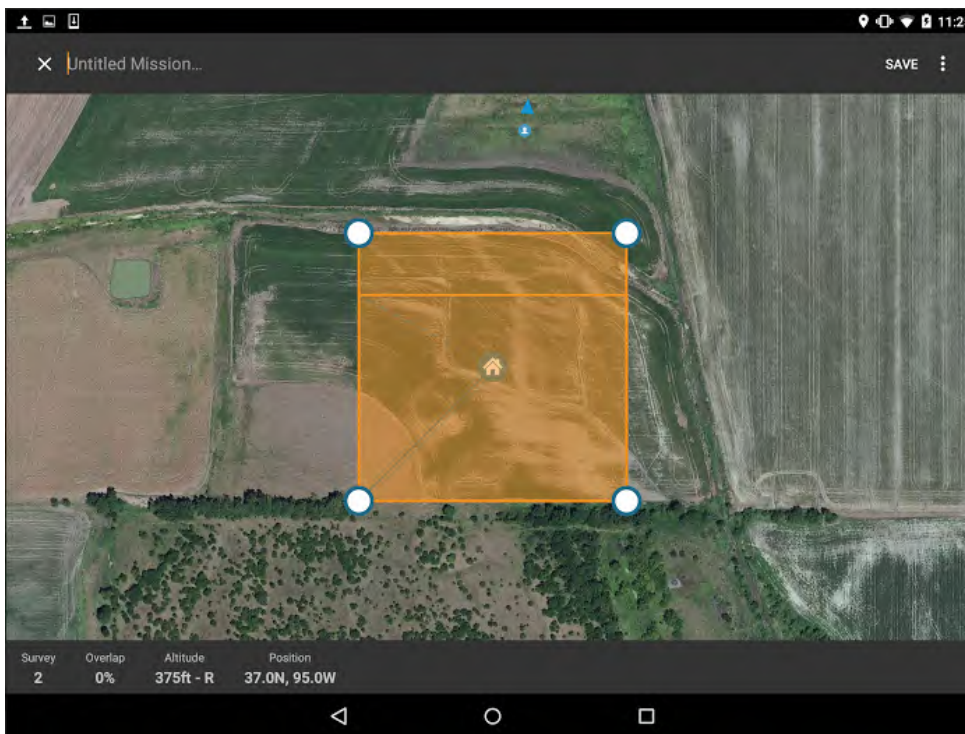 11:2
Untitled Mission...
SAVE
Survey Overlap Altitude Position
2 0% 375ft - R 37.0N, 95.0W